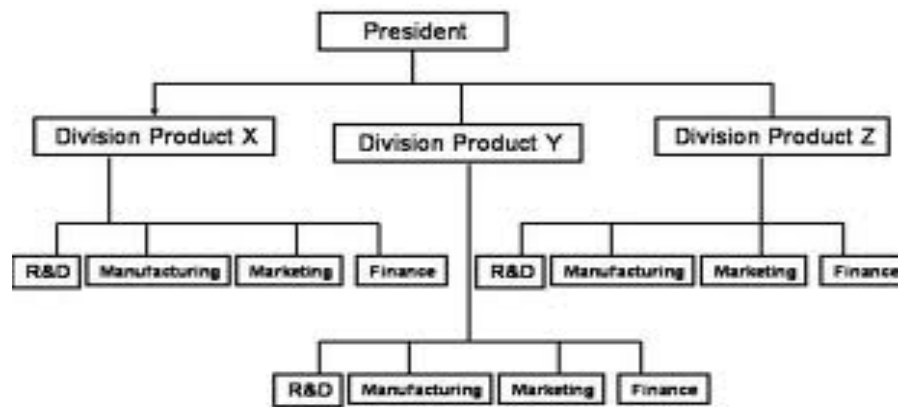 President
Division Product X
Division Product Y
Division Product Z
R&D
Manufacturing
Marketing
Finance
R&D
Manufacturing
Marketing
Finance
R&D
Manufacturing
Marketing
Finance